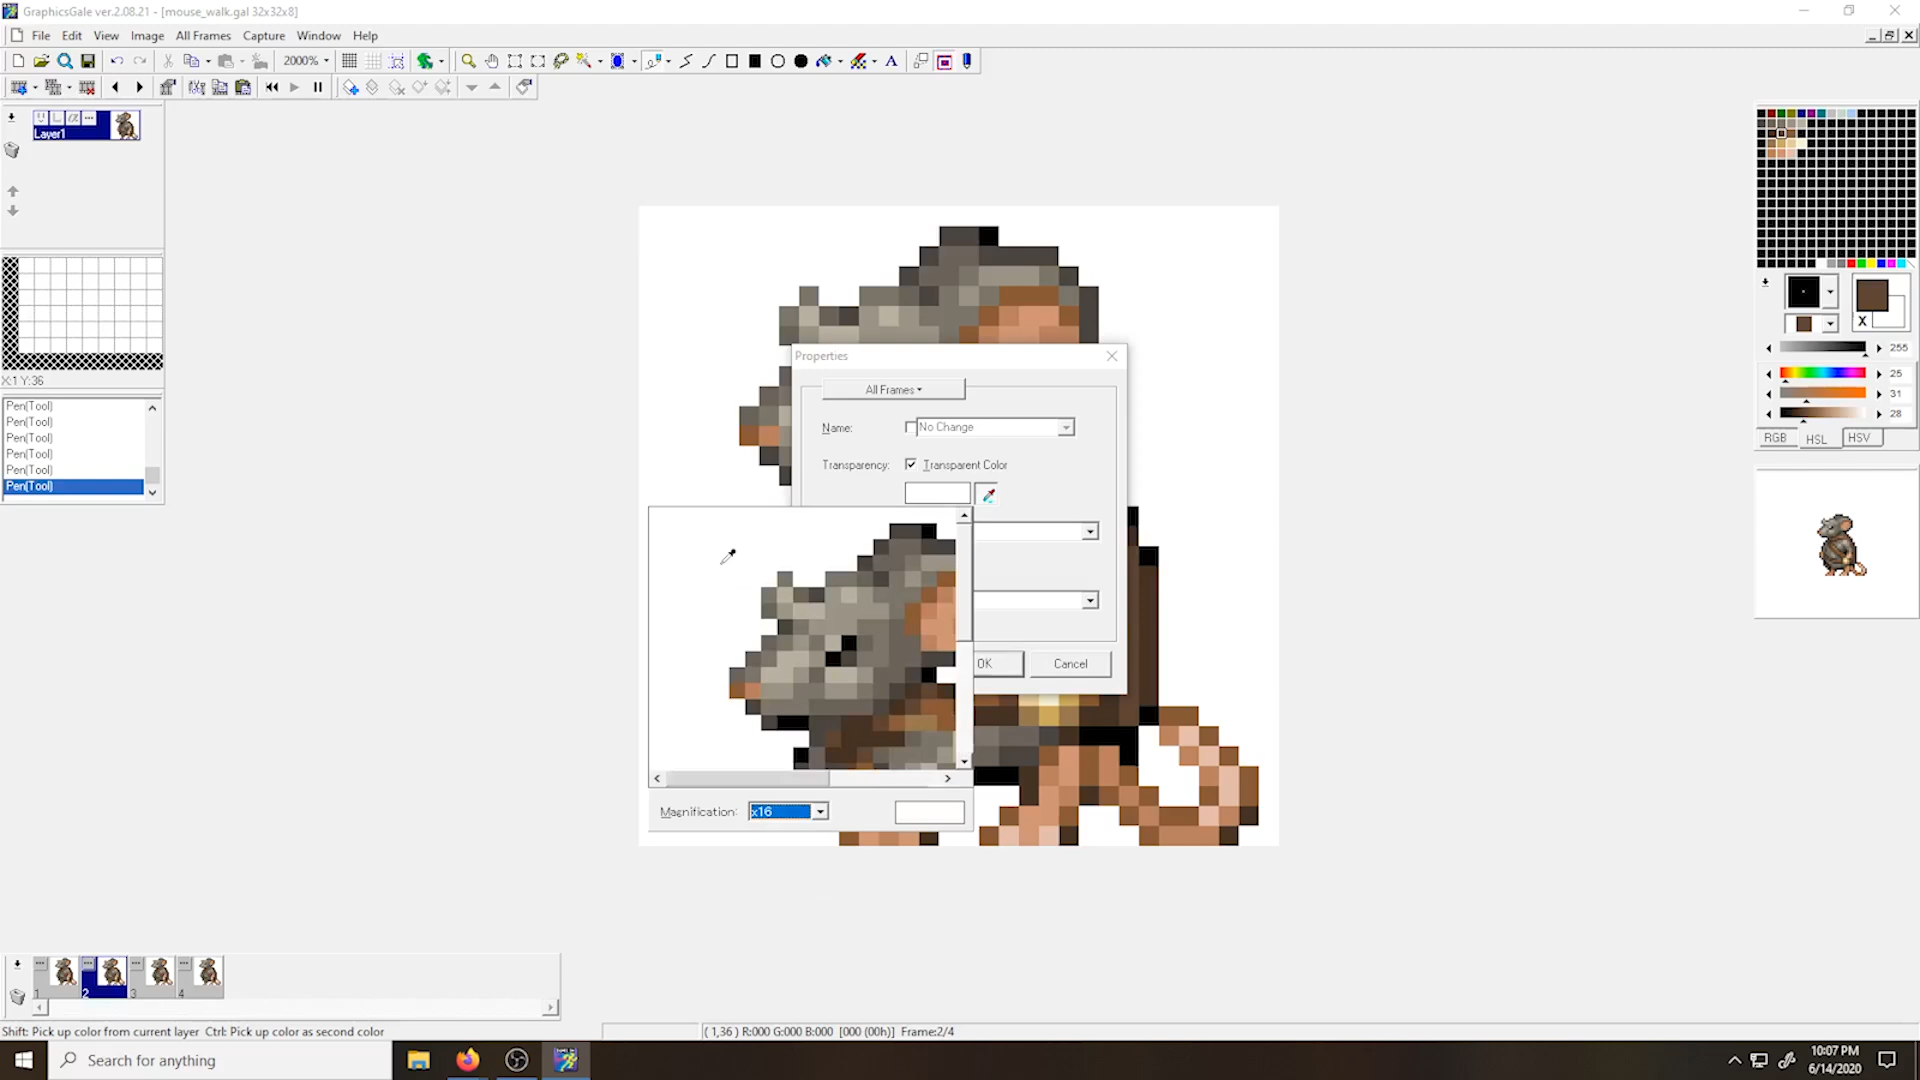 GraphicsGale ver.2.08.21 - [mouse_walk.gal 32x32x8]
File Edit View Image All Frames Capture Window Help
2000%
A
Layer1
X:1 Y:36
Pen(Tool)
Pen(Tool)
Pen(Tool)
Pen(Tool)
Pen(Tool)
Pen(Tool)
Properties
All Frames
Name: No Change
Transparency: Transparent Color
OK Cancel
Magnification: x16
X
255
25
31
28
RGB HSL HSV
1 2 3 4
Shift: Pick up color from current layer Ctrl: Pick up color as second color
( 1,36 ) R:000 G:000 B:000 [000 (00h)] Frame:2/4
Search for anything
10:07 PM
6/14/2020